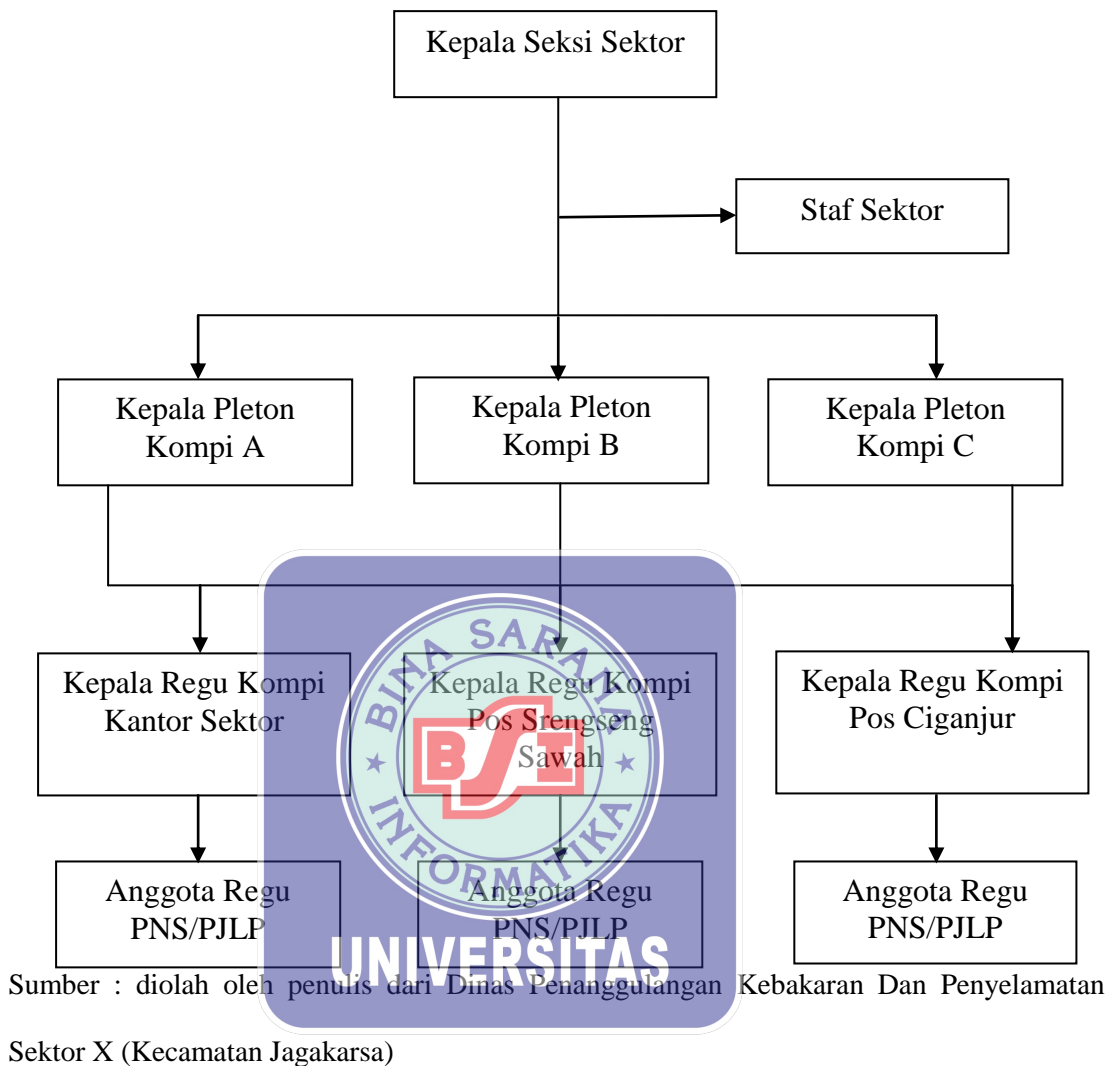 Kepala Seksi Sektor
Staf Sektor
Kepala Pleton
Kompi A
Kepala Pleton
Kompi B
Kepala Pleton
Kompi C
Kepala Regu Kompi
Kantor Sektor
Kepala Regu Kompi
Pos Srengseng
Sawah
Kepala Regu Kompi
Pos Ciganjur
BINA SARANA
BSI
INFORMATIKA
UNIVERSITAS
Anggota Regu
PNS/PJLP
Anggota Regu
PNS/PJLP
Anggota Regu
PNS/PJLP
Sumber : diolah oleh penulis dari Dinas Penanggulangan Kebakaran Dan Penyelamatan
Sektor X (Kecamatan Jagakarsa)